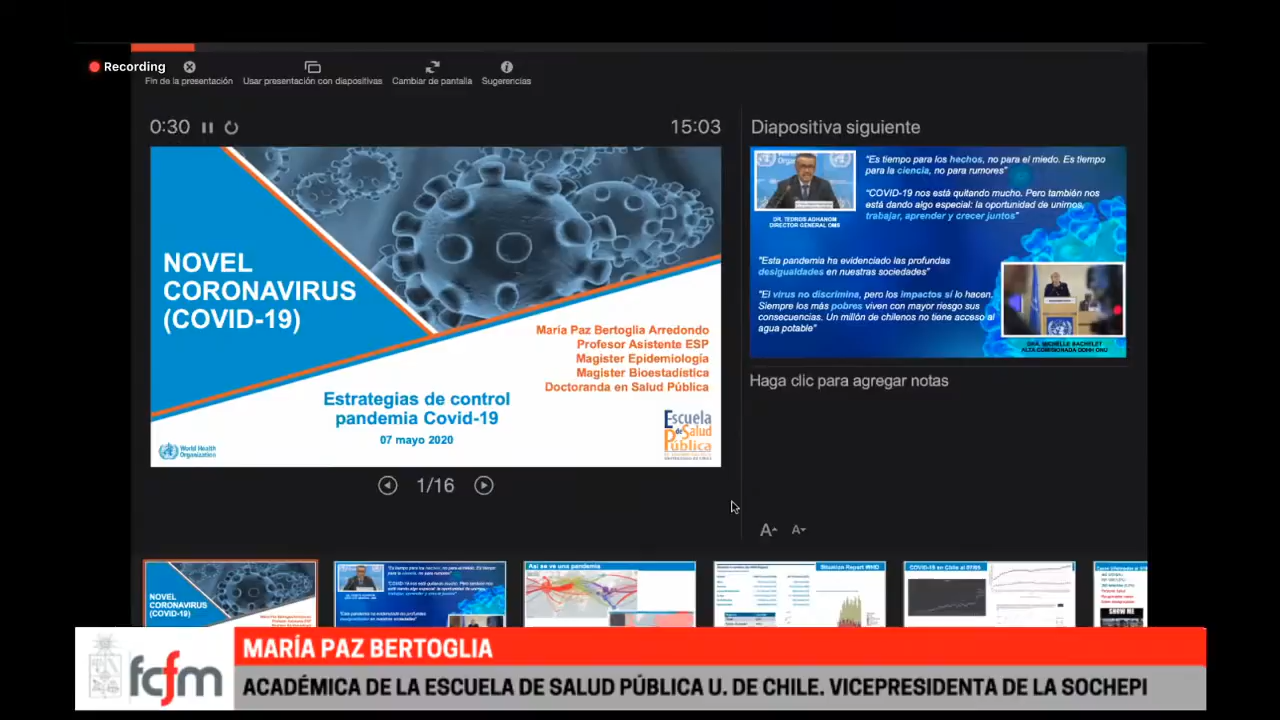 Recording
Fin de la presentación
Usar presentación con diapositivas
Cambiar de pantalla
Sugerencias
0:30
15:03
NOVEL
CORONAVIRUS
(COVID-19)
María Paz Bertoglia Arredondo
Profesor Asistente ESP
Magíster Epidemiología
Magíster Bioestadística
Doctoranda en Salud Pública
Estrategias de control
pandemia Covid-19
07 mayo 2020
World Health
Organization
Escuela
de Salud
Pública
1/16
Diapositiva siguiente
"Es tiempo para los hechos, no para el miedo. Es tiempo
para la ciencia, no para rumores"
"COVID-19 nos está quitando mucho. Pero también nos
está dando algo especial: la oportunidad de unirnos,
trabajar, aprender y crecer juntos"
DR. TEDROS ADHANOM
DIRECTOR GENERAL OMS
"Esta pandemia ha evidenciado las profundas
desigualdades en nuestras sociedades"
"El virus no discrimina, pero los impactos sí lo hacen.
Siempre los más pobres viven con mayor riesgo sus
consecuencias. Un millón de chilenos no tiene acceso al
agua potable"
DRA. MICHELLE BACHELET
ALTA COMISIONADA DDHH ONU
Haga clic para agregar notas
A A
NOVEL
CORONAVIRUS
(COVID-19)
Así se ve una pandemia
Situation Report WHO
COVID-19 en Chile al 07/05
SHOW ME
fcfm
MARÍA PAZ BERTOGLIA
ACADÉMICA DE LA ESCUELA DE SALUD PÚBLICA U. DE CHILE. VICEPRESIDENTA DE LA SOCHEPI